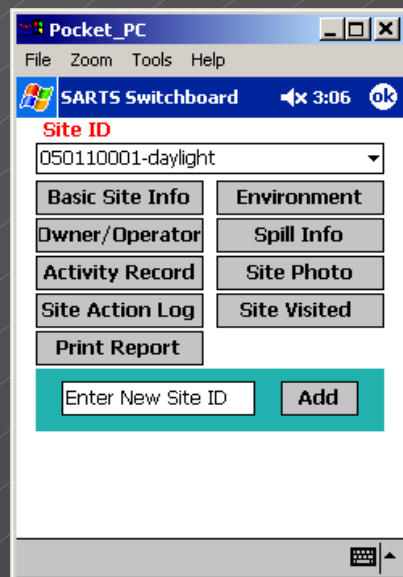 Pocket_PC
File Zoom Tools Help
SARTS Switchboard 3:06 ok
Site ID
050110001-daylight
Basic Site Info Environment
Owner/Operator Spill Info
Activity Record Site Photo
Site Action Log Site Visited
Print Report
Enter New Site ID Add